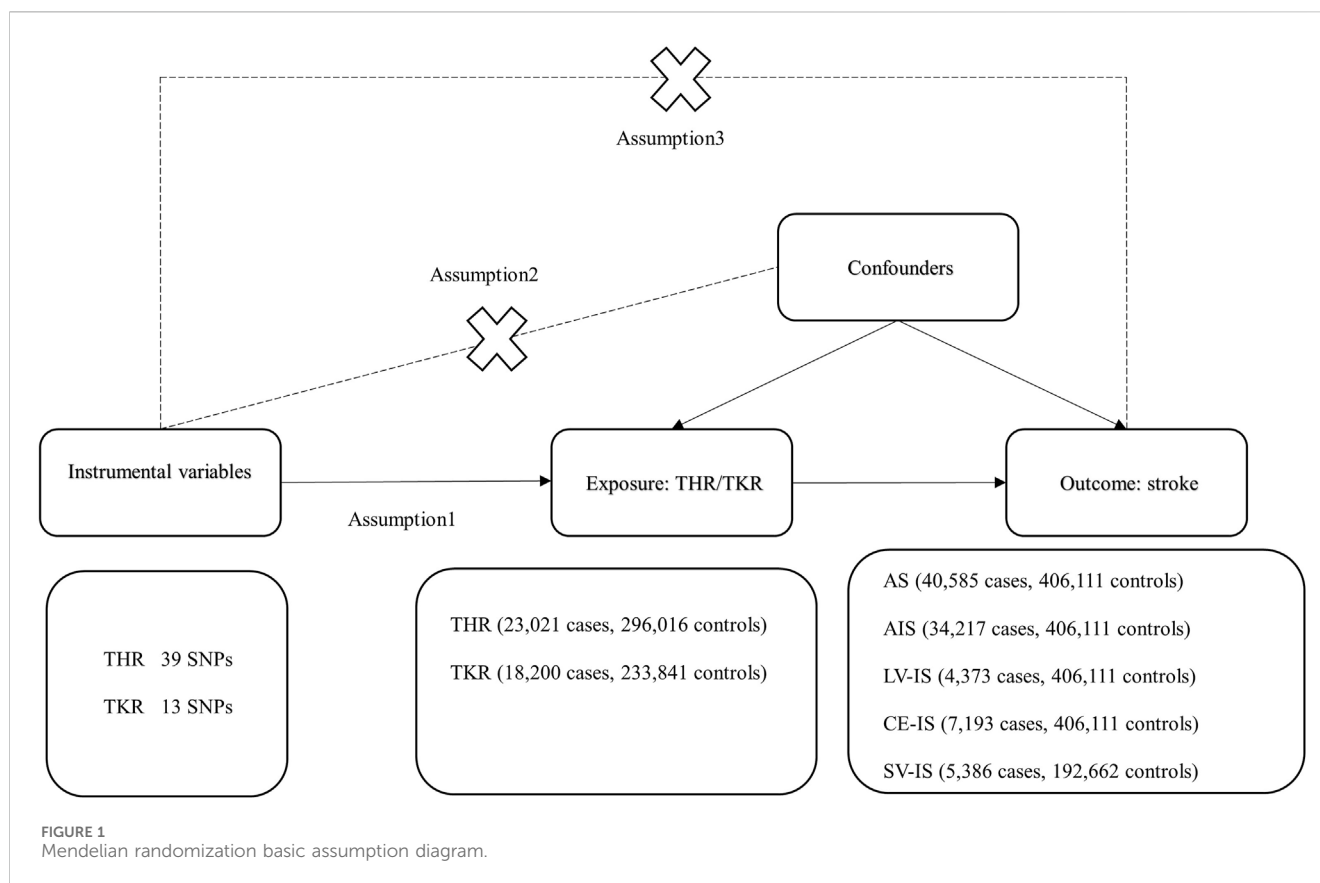 Assumption3
Assumption2
Confounders
Instrumental variables
Exposure: THR/TKR
Outcome: stroke
Assumption1
THR 39 SNPs
TKR 13 SNPs
THR (23,021 cases, 296,016 controls)
TKR (18,200 cases, 233,841 controls)
AS (40,585 cases, 406,111 controls)
AIS (34,217 cases, 406,111 controls)
LV-IS (4,373 cases, 406,111 controls)
CE-IS (7,193 cases, 406,111 controls)
SV-IS (5,386 cases, 192,662 controls)
FIGURE 1
Mendelian randomization basic assumption diagram.